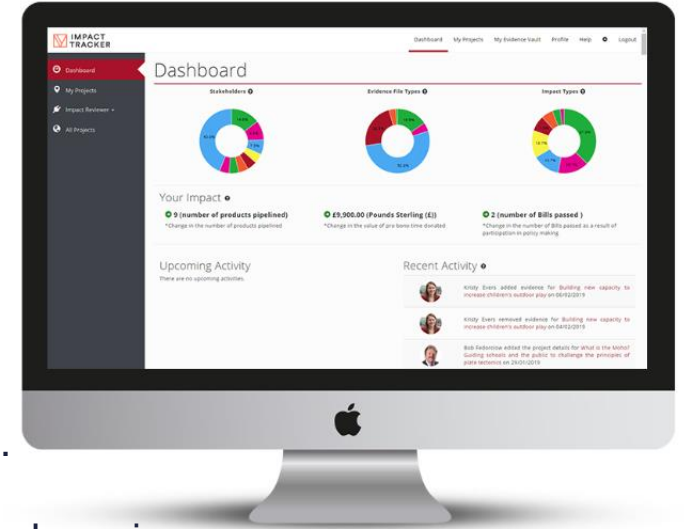 IMPACT
TRACKER
Dashboard My Projects My Evidence Vault Profile Help Logout
Dashboard
My Projects
Impact Reviewer
All Projects
Dashboard
Stakeholders
Evidence File Types
Impact Types
Your Impact
9 (number of products pipelined)
*Change in the number of products pipelined
£9,900.00 (Pounds Sterling (£))
*Change in the value of pro bono time donated
2 (number of Bills passed )
*Change in the number of Bills passed as a result of
participation in policy making
Upcoming Activity
There are no upcoming activities.
Recent Activity
Kristy Evers added evidence for Building new capacity to
increase children's outdoor play on 06/02/2019
Kristy Evers removed evidence for Building new capacity to
increase children's outdoor play on 04/02/2019
Bob Fedorciow edited the project details for What is the Moho?
Guiding schools and the public to challenge the principles of
plate tectonics on 29/01/2019
.